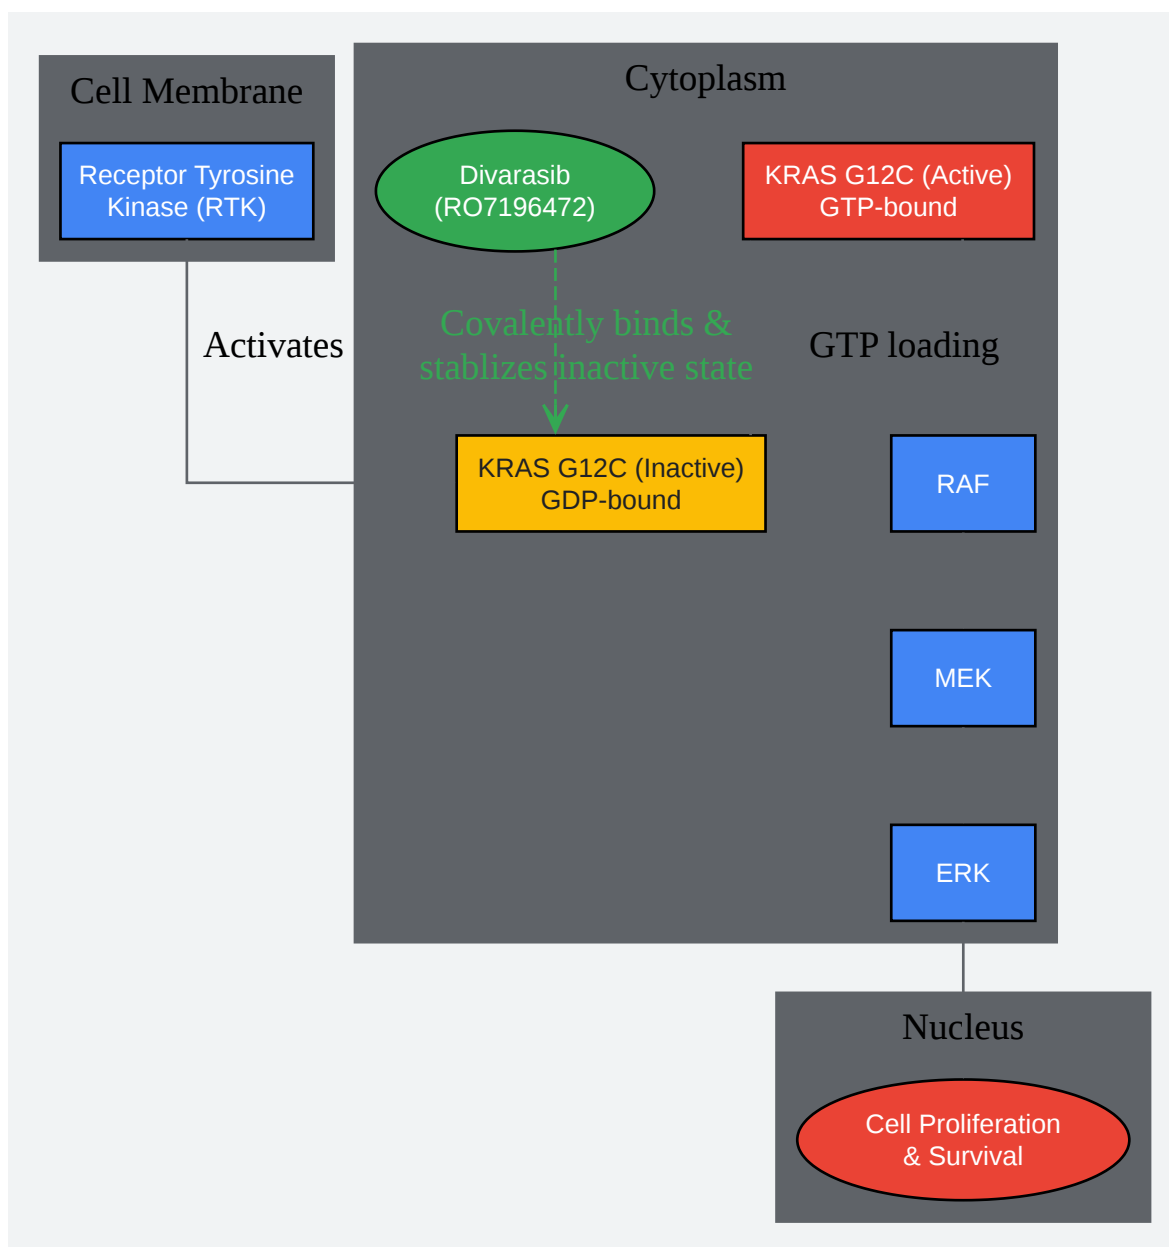 Cell Membrane
Receptor Tyrosine
Kinase (RTK)
Activates
Cytoplasm
Divarasib
(RO7196472)
KRAS G12C (Active)
GTP-bound
Covalently binds &
stablizes inactive state
GTP loading
KRAS G12C (Inactive)
GDP-bound
RAF
MEK
ERK
Nucleus
Cell Proliferation
& Survival